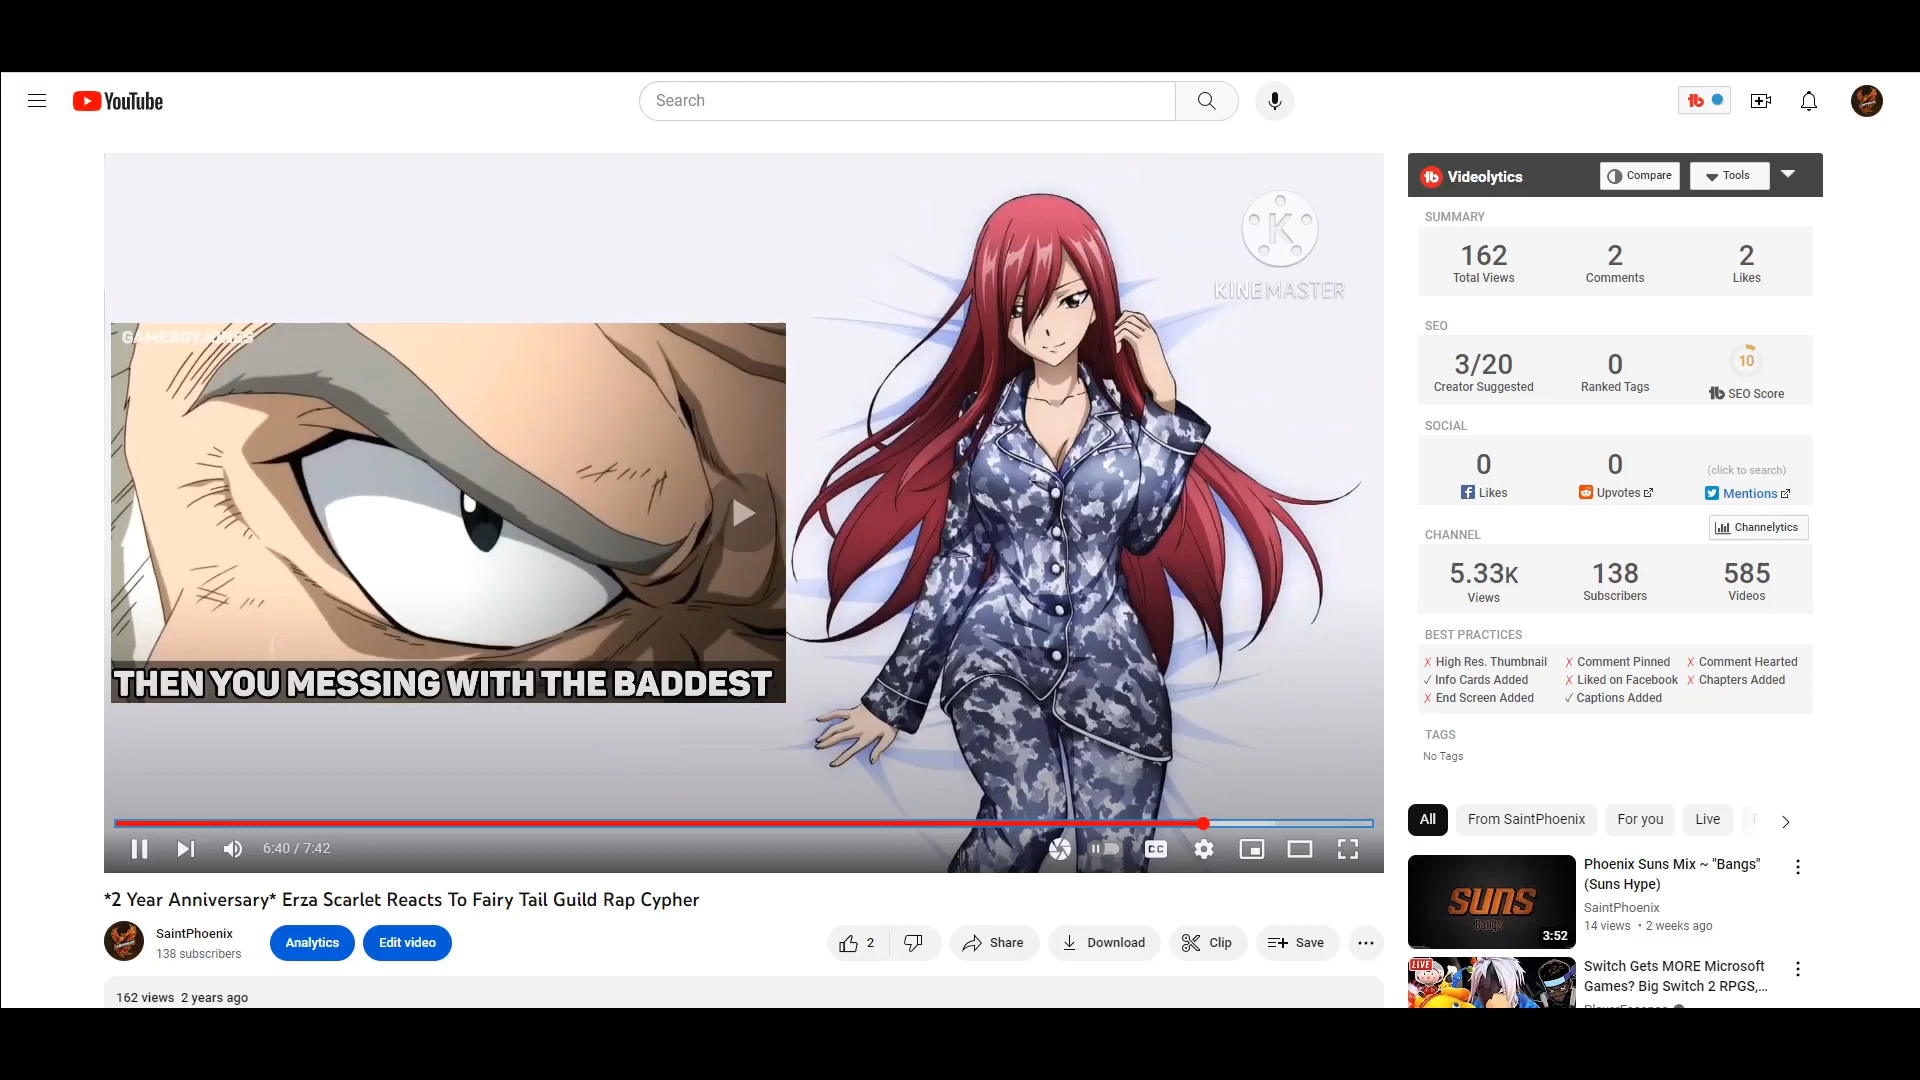 YouTube
Search
GAMEBOYJONES
KINEMASTER
THEN YOU MESSING WITH THE BADDEST
6:40 / 7:42
CC
*2 Year Anniversary* Erza Scarlet Reacts To Fairy Tail Guild Rap Cypher
SaintPhoenix
138 subscribers
Analytics
Edit video
2
Share
Download
Clip
Save
162 views 2 years ago
Videolytics
Compare
Tools
SUMMARY
162 2 2
Total Views Comments Likes
SEO
3/20 0 10
Creator Suggested Ranked Tags SEO Score
SOCIAL
0 0 (click to search)
Likes Upvotes Mentions
Channelytics
CHANNEL
5.33K 138 585
Views Subscribers Videos
BEST PRACTICES
High Res. Thumbnail Comment Pinned Comment Hearted
Info Cards Added Liked on Facebook Chapters Added
End Screen Added Captions Added
TAGS
No Tags
All From SaintPhoenix For you Live
SUNS
Bangs
3:52
Phoenix Suns Mix ~ "Bangs"
(Suns Hype)
SaintPhoenix
14 views • 2 weeks ago
LIVE
Switch Gets MORE Microsoft
Games? Big Switch 2 RPGS,...